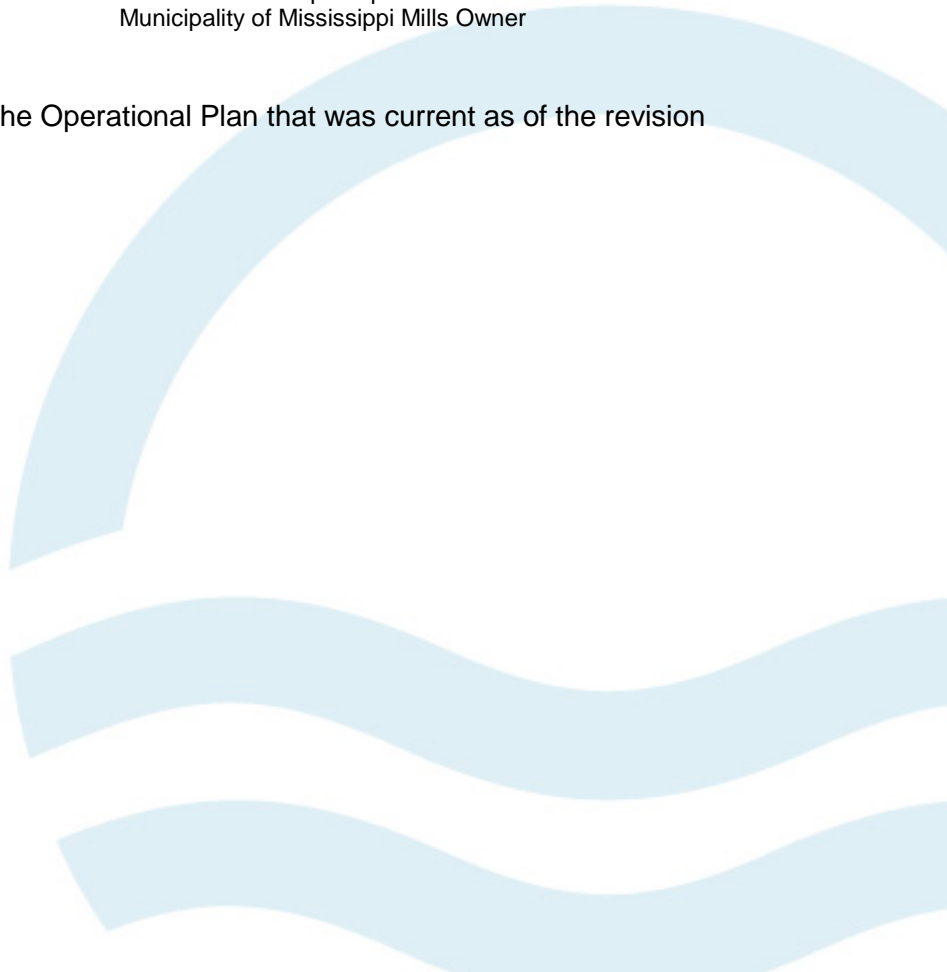 Municipality of Mississippi Mills Owner
he Operational Plan that was current as of the revision